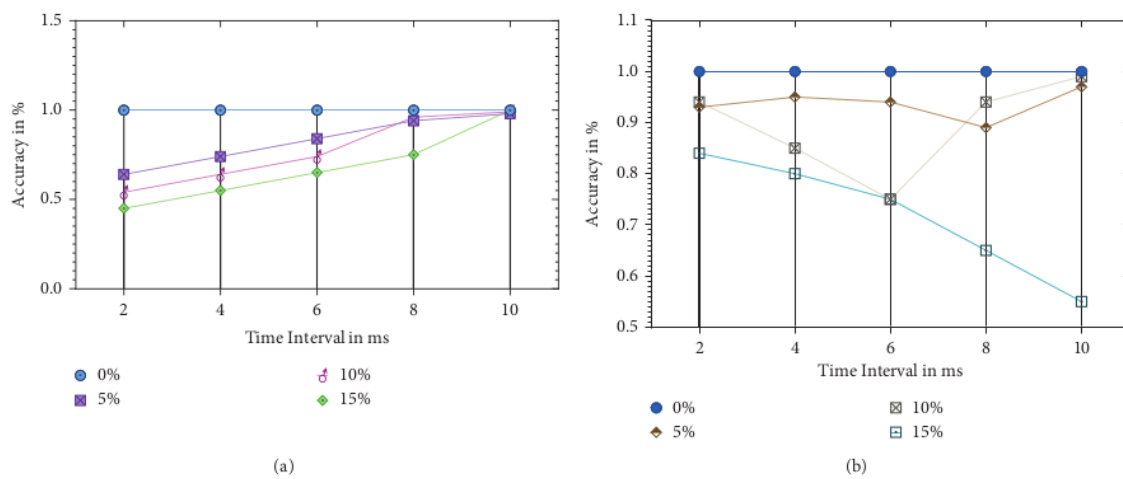 1.5
1.0
0.5
0.0
Accuracy in %
2 4 6 8 10
Time Interval in ms
0% 10%
5% 15%
(a)
1.1
1.0
0.9
0.8
0.7
0.6
0.5
Accuracy in %
2 4 6 8 10
Time Interval in ms
0% 10%
5% 15%
(b)